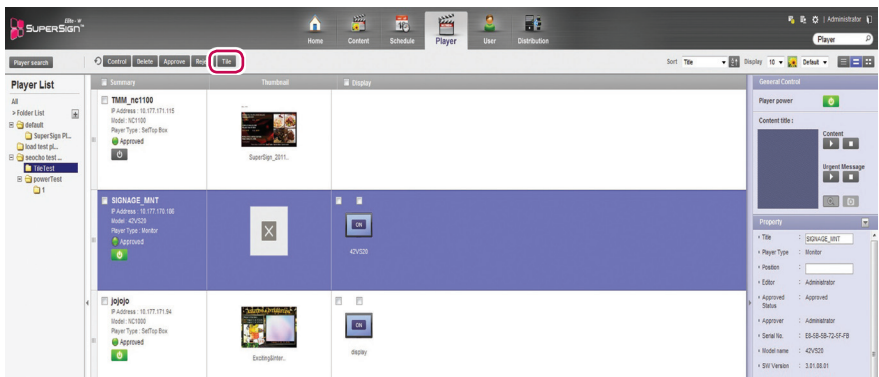 Elite - w
SUPERSIGN™
Home
Content
Schedule
Player
User
Distribution
Administrator
Player
Player search
Control
Delete
Approve
Rej
Tile
Sort
Title
Display
10
Default
Player List
All
> Folder List
default
SuperSign Pl...
load test pl...
seocho test ...
TileTest
powerTest
1
Summary
Thumbnail
Display
TMM_nc1100
IP Address : 10.177.171.115
Model : NC1100
Player Type : SetTop Box
Approved
SuperSign_2011..
SIGNAGE_MNT
IP Address : 10.177.170.166
Model : 42VS20
Player Type : Monitor
Approved
ON
42VS20
jojojo
IP Address : 10.177.171.94
Model : NC1000
Player Type : SetTop Box
Approved
Exciting&Inter..
ON
display
General Control
Player power
Content title :
Content
Urgent Message
Property
Title : SIGNAGE_MNT
Player Type : Monitor
Position :
Editor : Administrator
Approved Status : Approved
Approver : Administrator
Serial No. : E8-5B-5B-72-5F-FB
Model name : 42VS20
SW Version : 3.01.08.01